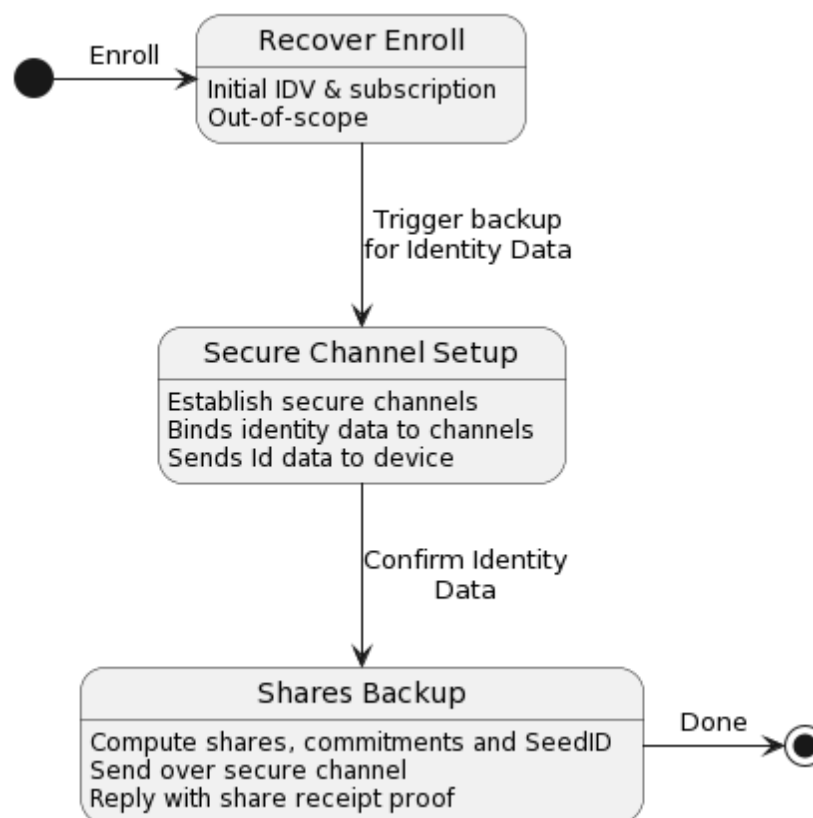 Enroll
Recover Enroll
Initial IDV & subscription
Out-of-scope
Trigger backup
for Identity Data
Secure Channel Setup
Establish secure channels
Binds identity data to channels
Sends Id data to device
Confirm Identity
Data
Shares Backup
Compute shares, commitments and SeedID
Send over secure channel
Reply with share receipt proof
Done